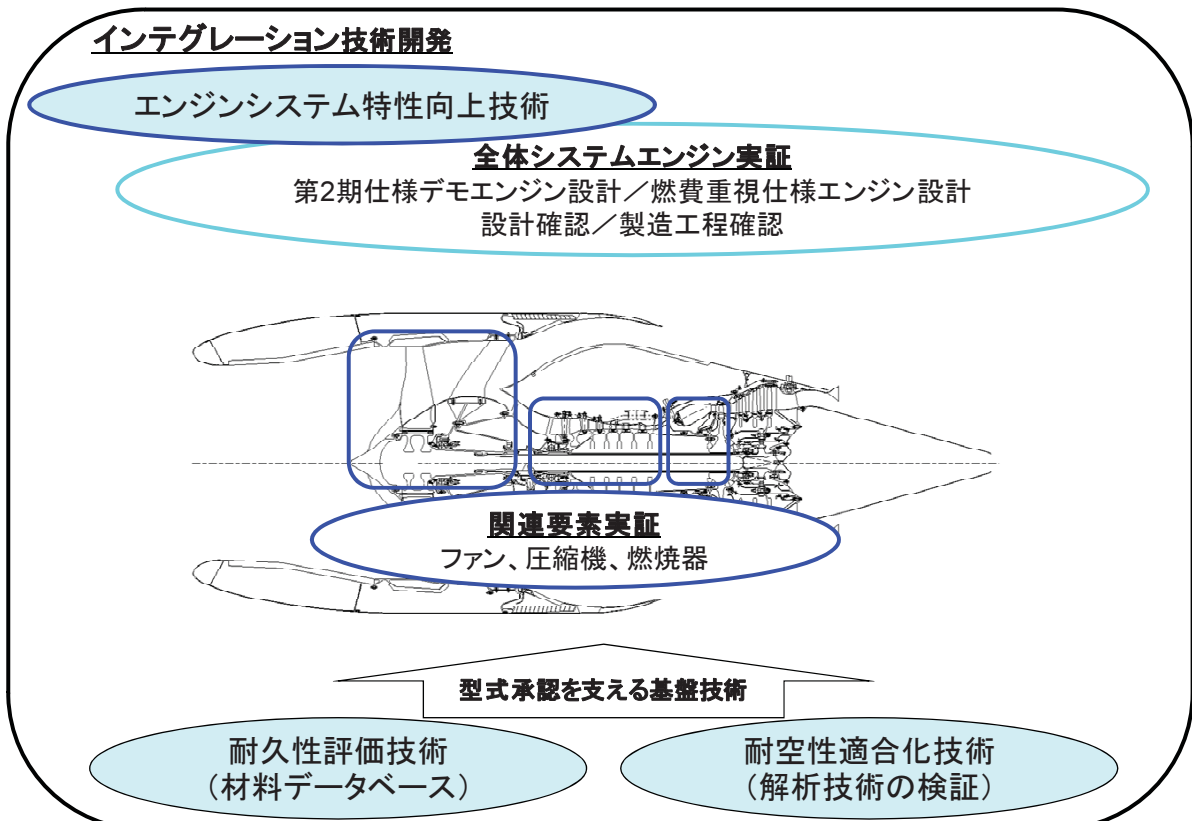 インテグレーション技術開発
エンジンシステム特性向上技術
全体システムエンジン実証
第2期仕様デモエンジン設計／燃費重視仕様エンジン設計
設計確認／製造工程確認
関連要素実証
ファン、圧縮機、燃焼器
型式承認を支える基盤技術
耐久性評価技術
（材料データベース）
耐空性適合化技術
（解析技術の検証）